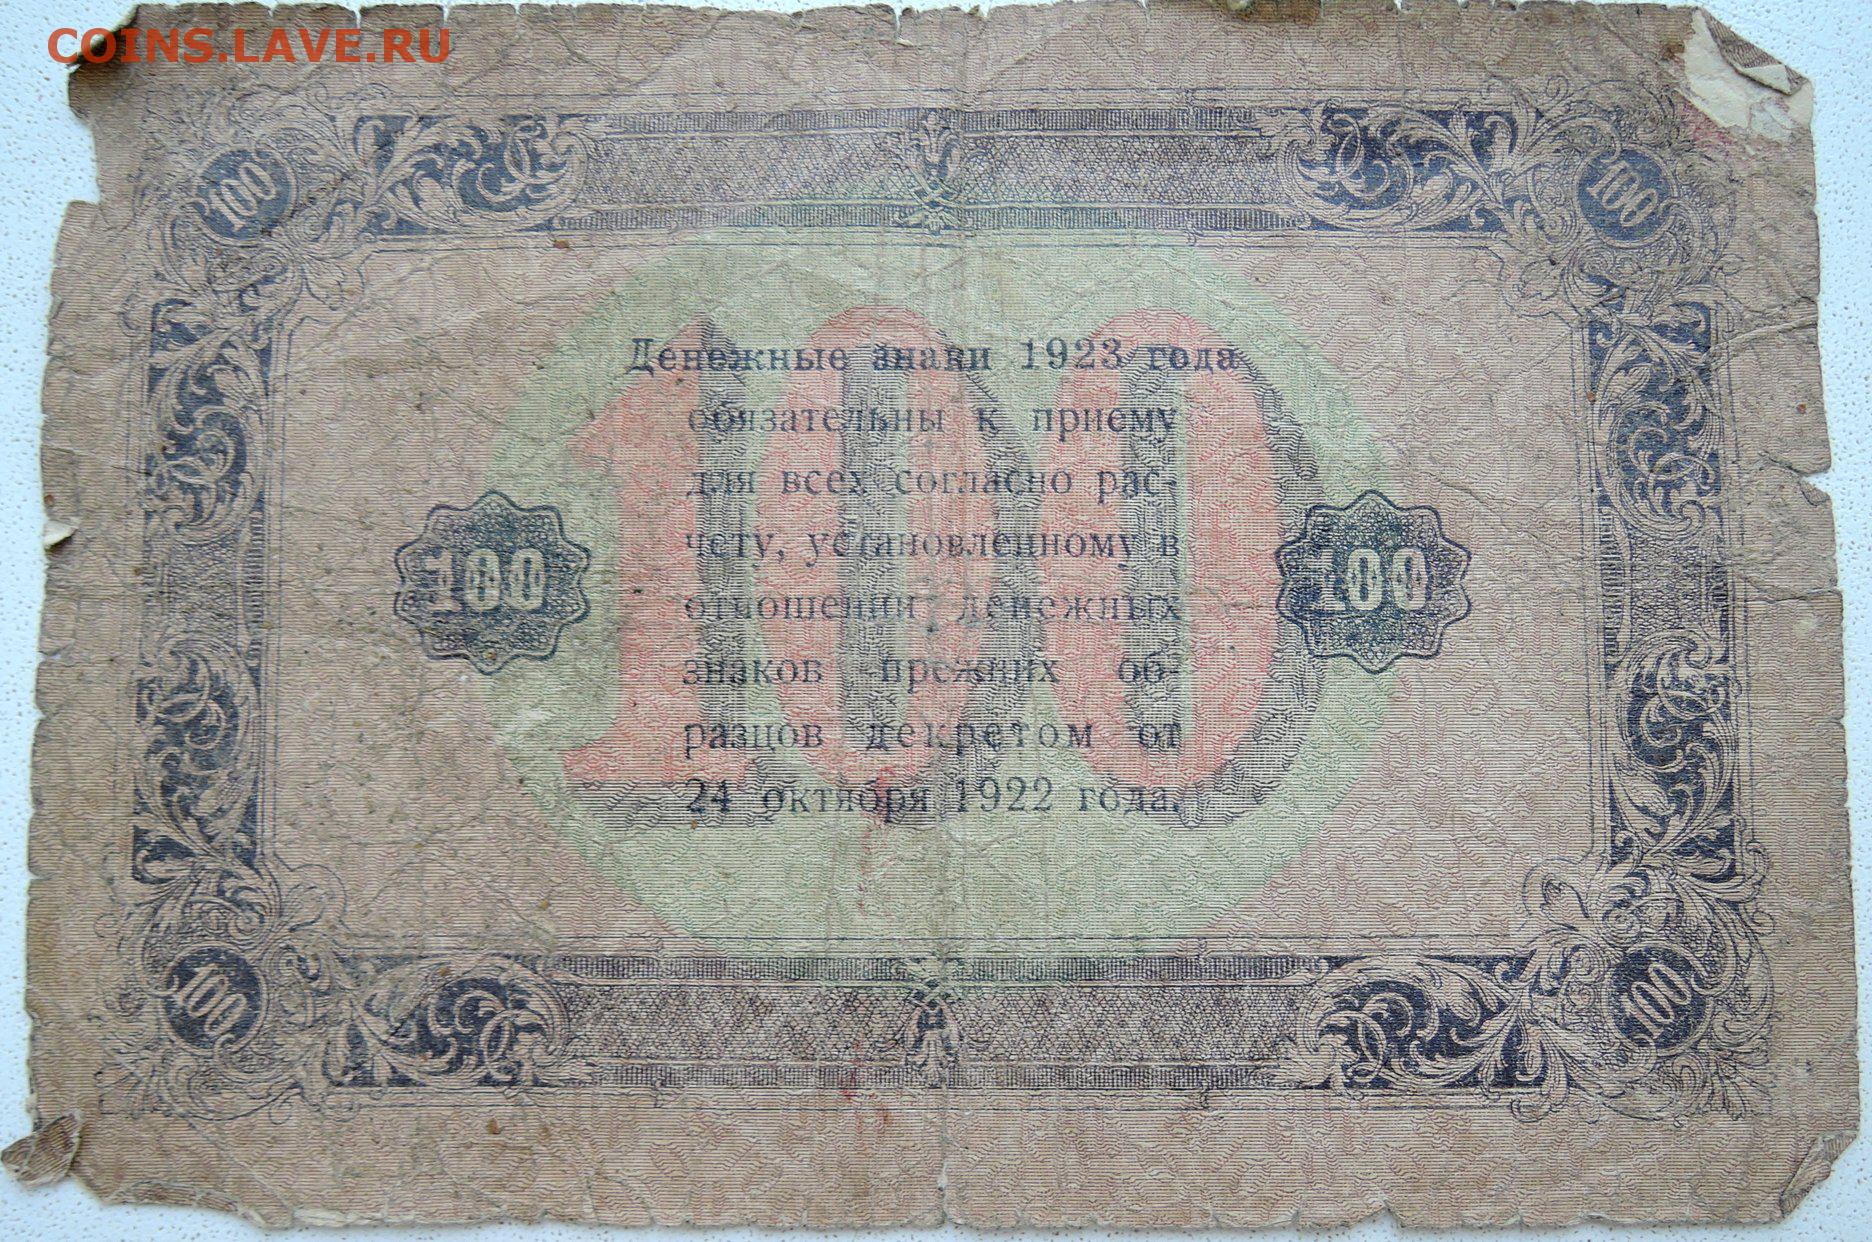 COINS.LAVE.RU
100
100
Денежные знаки 1923 года
обязательны к приему
для всех согласно рас-
чету, установленному в
отношении денежных
знаков прежних об-
разцов декретом от
24 октября 1922 года.
100
100
100
100
100